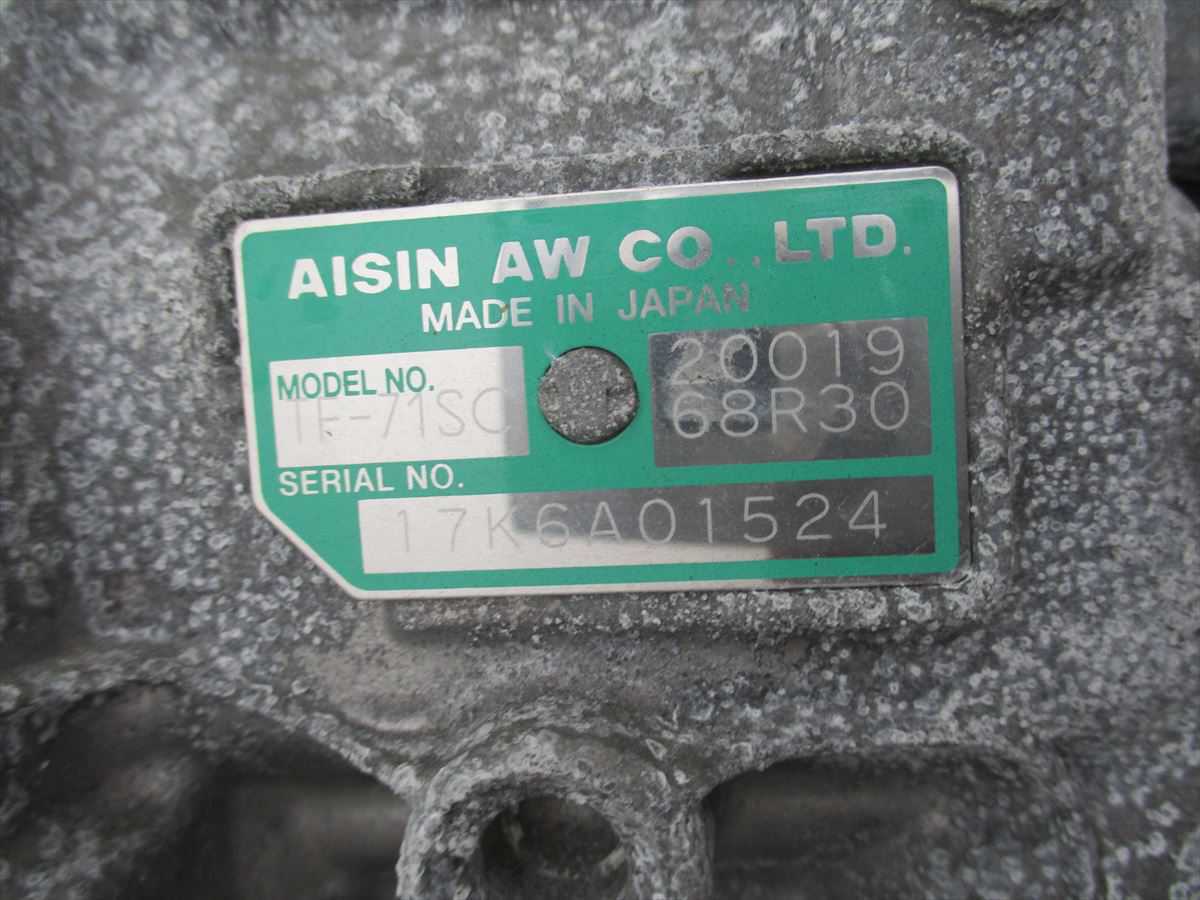 AISIN AW CO., LTD.
MADE IN JAPAN
MODEL NO.
TF-71SC
20019
68R30
SERIAL NO.
17K6A01524